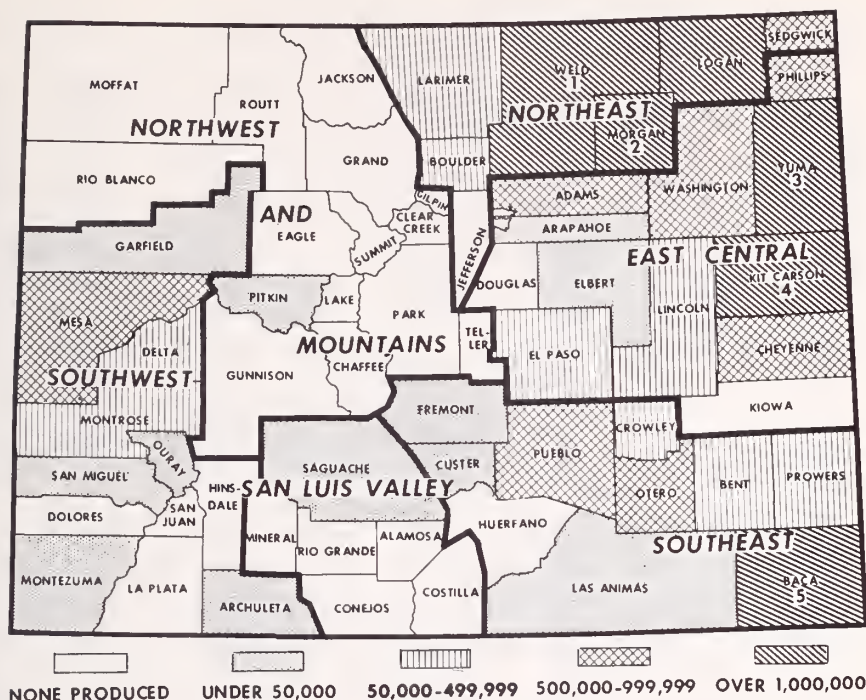 MOFFAT
ROUTT
JACKSON
LARIMER
WELD
1
LOGAN
SEDGWICK
PHILLIPS
NORTHWEST
NORTHEAST
MORGAN
2
RIO BLANCO
GRAND
BOULDER
WASHINGTON
YUMA
3
GILPIN
ADAMS
AND
CLEAR
CREEK
ARAPAHOE
GARFIELD
EAGLE
SUMMIT
JEFFERSON
EAST CENTRAL
DOUGLAS
ELBERT
KIT CARSON
4
PITKIN
LAKE
PARK
LINCOLN
MESA
TEL-
LER
DELTA
MOUNTAINS
EL PASO
CHEYENNE
SOUTHWEST
GUNNISON
CHAFFEE
KIOWA
MONTROSE
FREMONT
CROWLEY
OURAY
PUEBLO
SAGUACHE
CUSTER
SAN MIGUEL
HINS-
DALE
SAN LUIS VALLEY
OTERO
BENT
PROWERS
DOLORES
SAN
JUAN
HUERFANO
MINERAL
RIO GRANDE
ALAMOSA
SOUTHEAST
MONTEZUMA
LA PLATA
ARCHULETA
CONEJOS
COSTILLA
LAS ANIMAS
BACA
5
NONE PRODUCED
UNDER 50,000
50,000-499,999
500,000-999,999
OVER 1,000,000